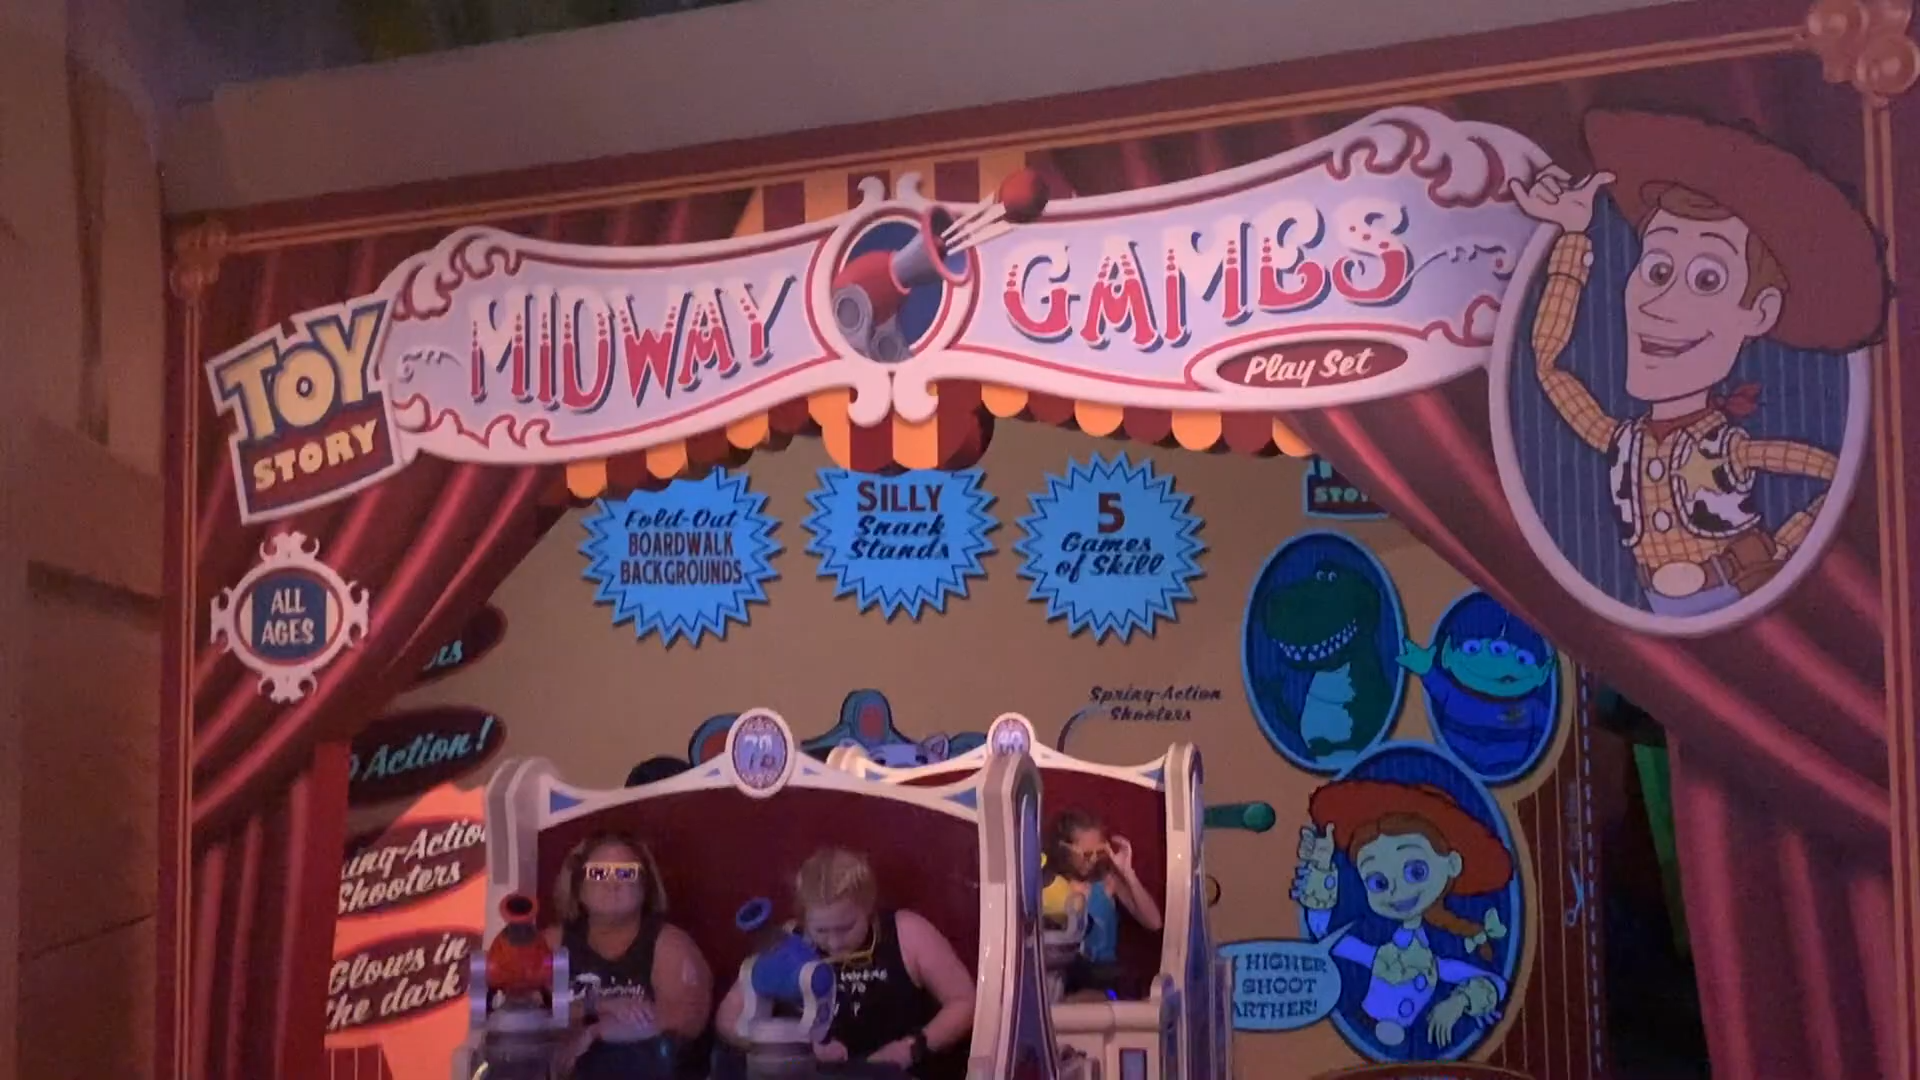 TOY
STORY
MIDWAY GAMES
Play Set
ALL
AGES
Fold-Out
BOARDWALK
BACKGROUNDS
SILLY
Snack
Stands
5
Games
of Skill
Spring-Action
Shooters
Action!
Shooters
Glows in
the dark
72
HIGHER
SHOOT